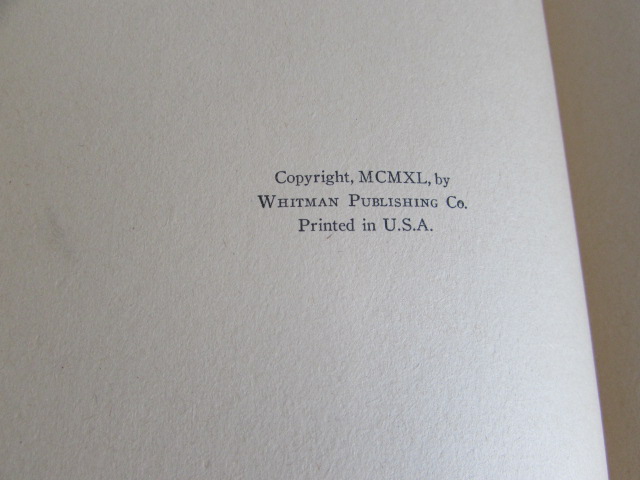 Copyright, MCMXL, by
WHITMAN PUBLISHING Co.
Printed in U.S.A.